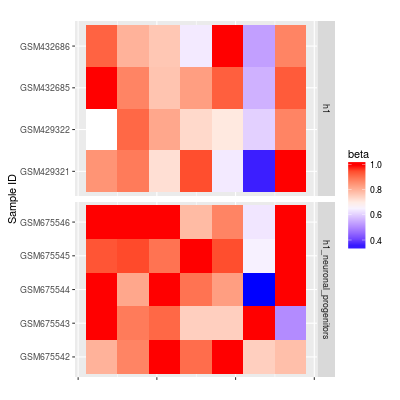 GSM432686
GSM432685
GSM429322
GSM429321
h1
GSM675546
GSM675545
GSM675544
GSM675543
GSM675542
h1_neuronal_progenitors
Sample ID
beta
1.0
0.8
0.6
0.4